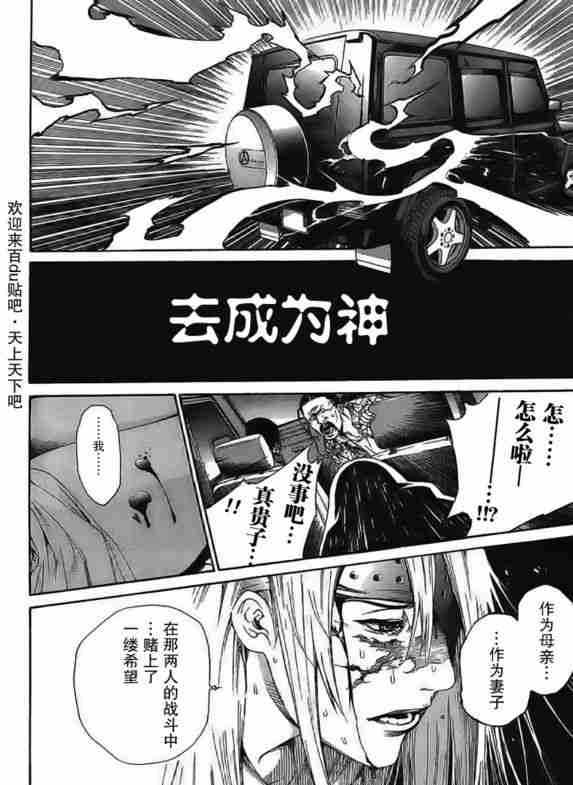 去成为神
怎……
怎么啦—
—!!?
没事吧…
真贵子…
!!
……我……
作为母亲…
…作为妻子
在那两人的战斗中
…赌上了
一缕希望
欢迎来百du贴吧·天上天下吧